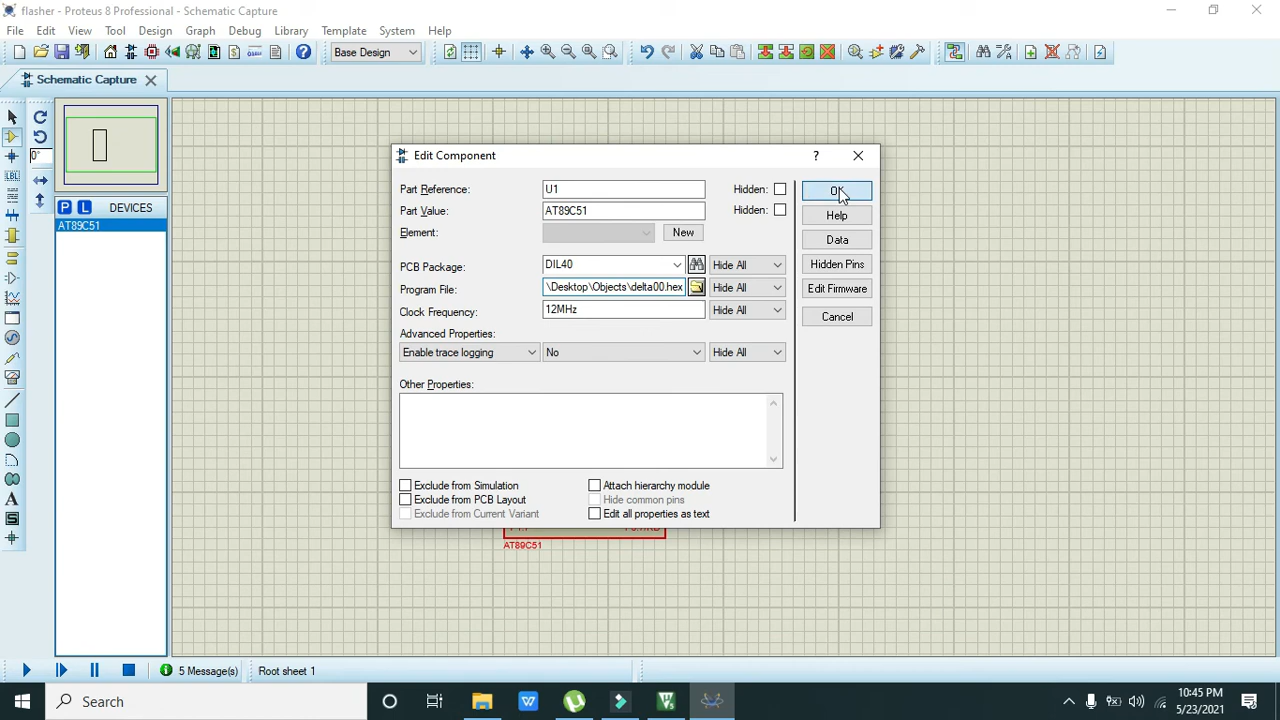 flasher - Proteus 8 Professional - Schematic Capture
File Edit View Tool Design Graph Debug Library Template System Help
Base Design
Schematic Capture
0°
P L DEVICES
AT89C51
Edit Component
?
Part Reference: U1 Hidden:
Part Value: AT89C51 Hidden:
Element: New
PCB Package: DIL40 Hide All
Program File: \Desktop\Objects\delta00.hex Hide All
Clock Frequency: 12MHz Hide All
Advanced Properties:
Enable trace logging No Hide All
Other Properties:
Exclude from Simulation Attach hierarchy module
Exclude from PCB Layout Hide common pins
Exclude from Current Variant Edit all properties as text
OK
Help
Data
Hidden Pins
Edit Firmware
Cancel
AT89C51
5 Message(s) Root sheet 1
Search
10:45 PM
5/23/2021